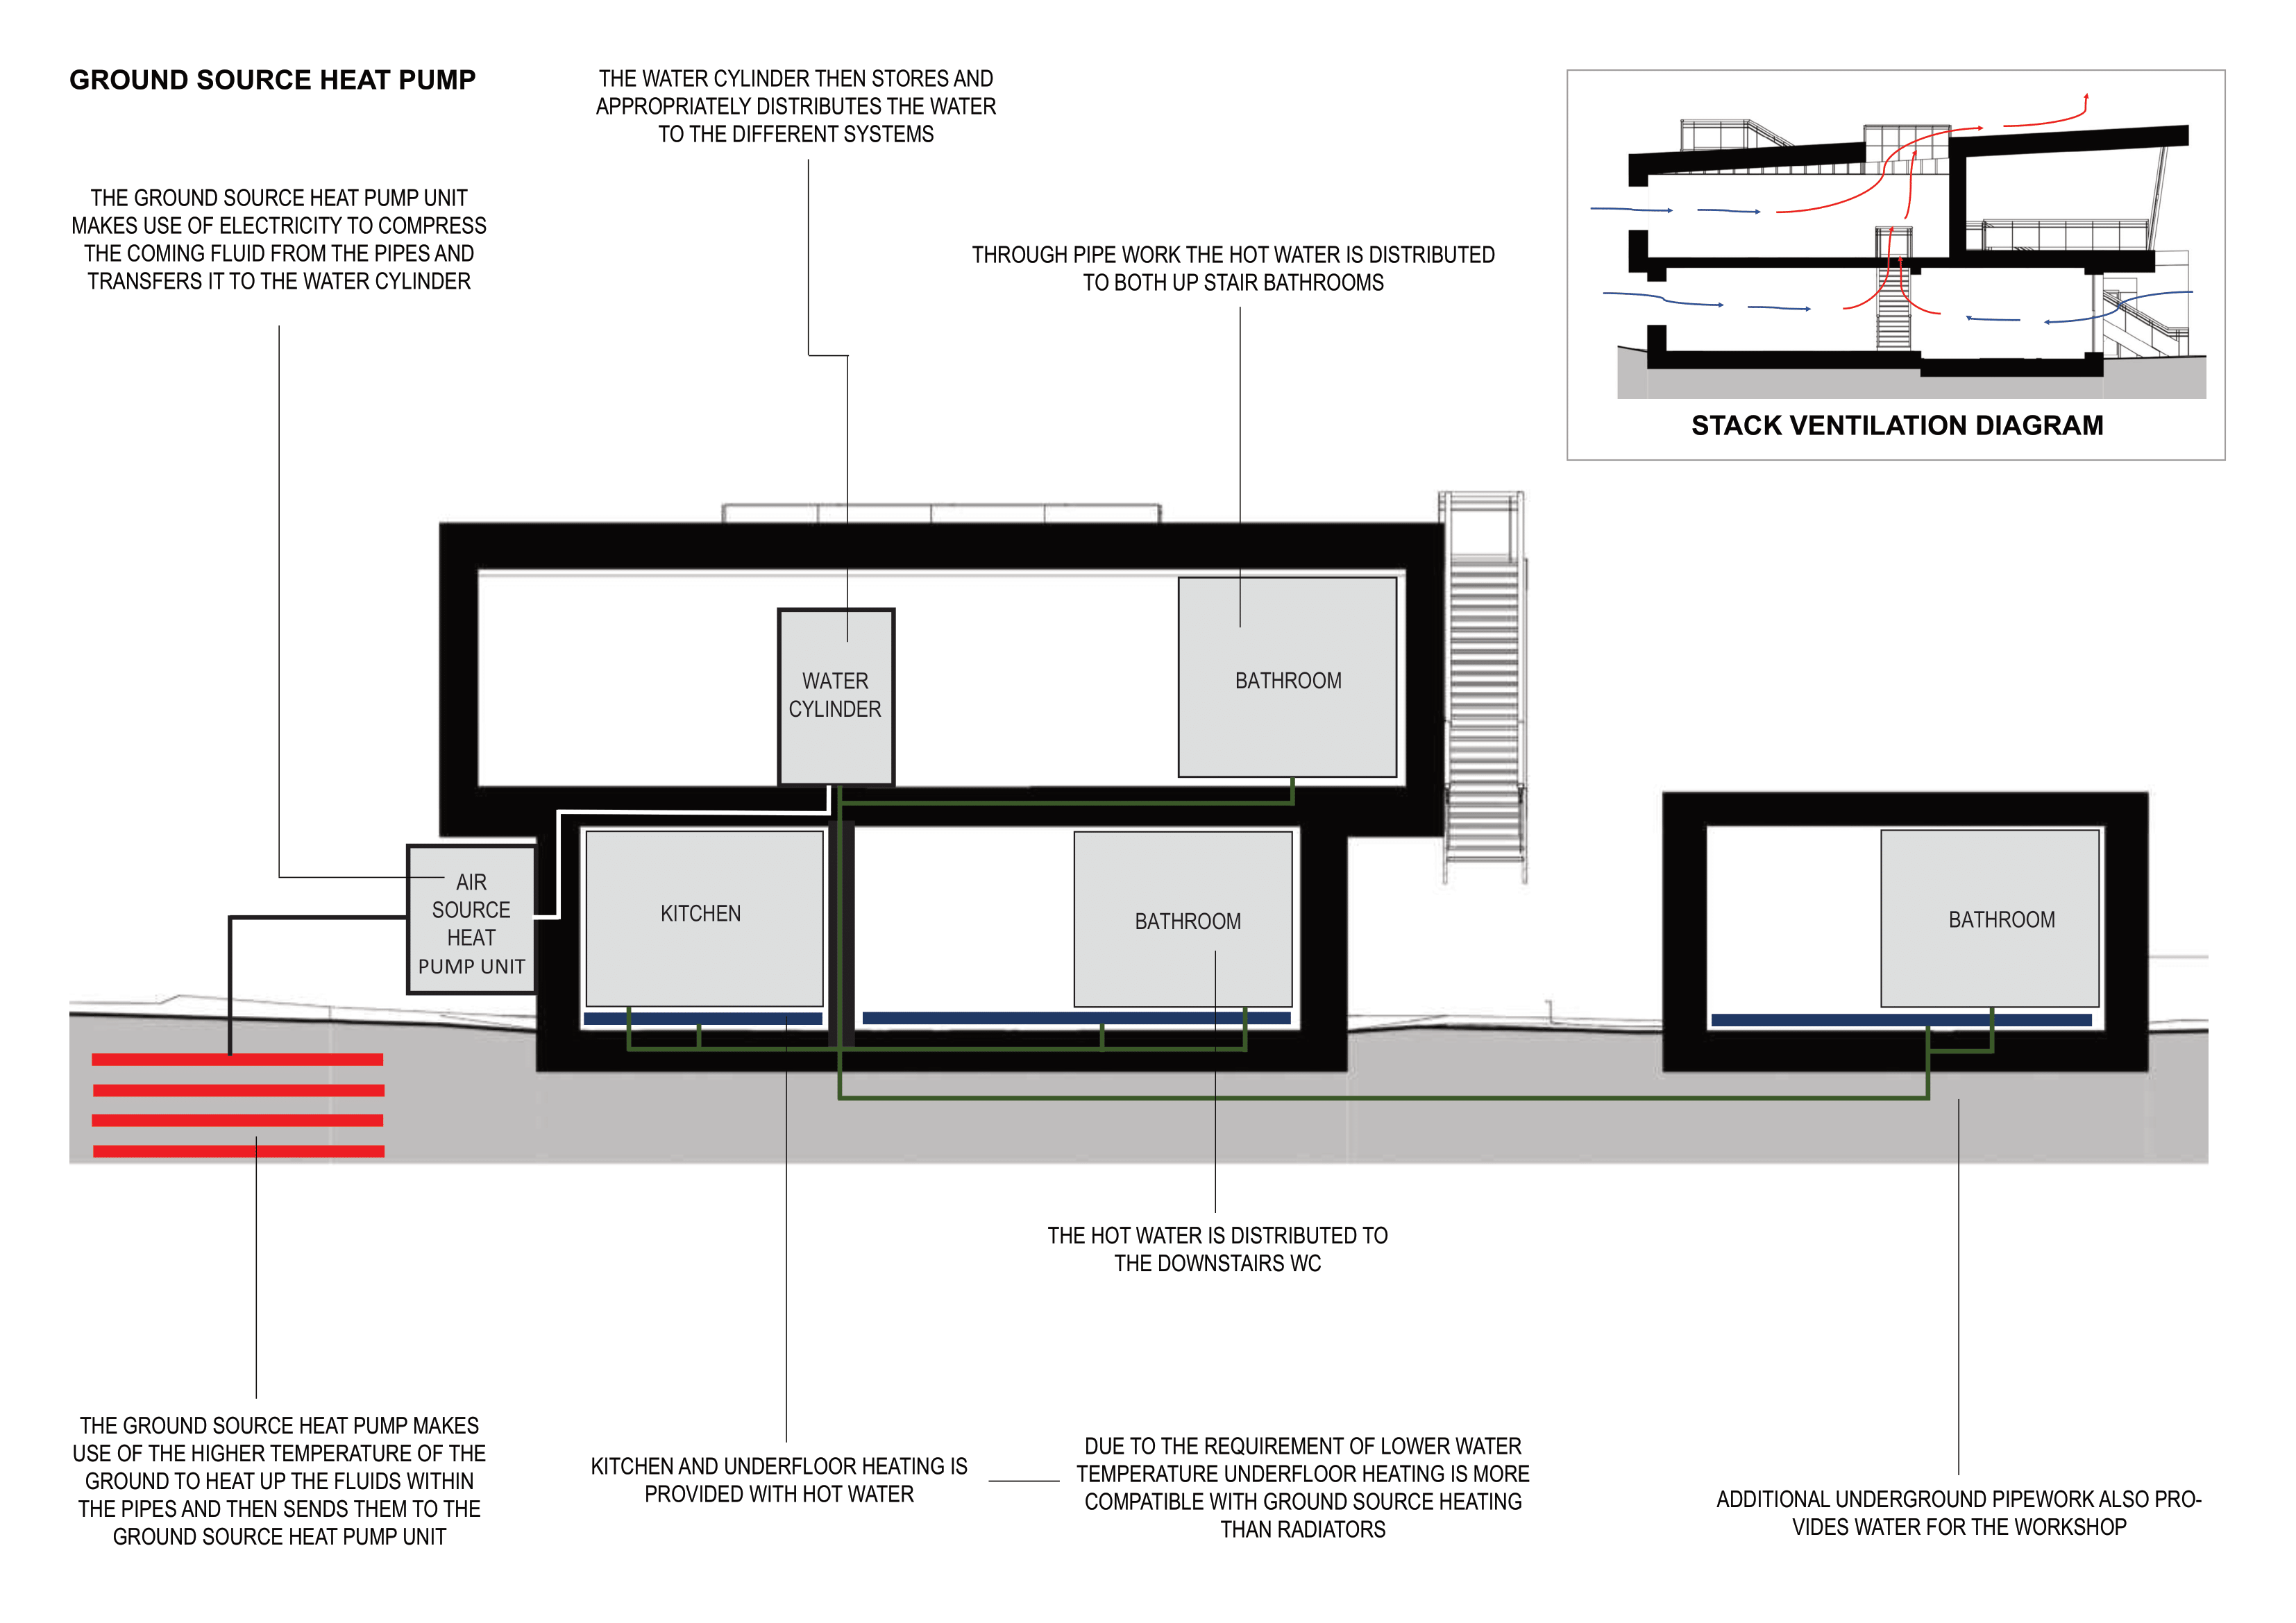 GROUND SOURCE HEAT PUMP
THE WATER CYLINDER THEN STORES AND
APPROPRIATELY DISTRIBUTES THE WATER
TO THE DIFFERENT SYSTEMS
THE GROUND SOURCE HEAT PUMP UNIT
MAKES USE OF ELECTRICITY TO COMPRESS
THE COMING FLUID FROM THE PIPES AND
TRANSFERS IT TO THE WATER CYLINDER
THROUGH PIPE WORK THE HOT WATER IS DISTRIBUTED
TO BOTH UP STAIR BATHROOMS
STACK VENTILATION DIAGRAM
WATER
CYLINDER
BATHROOM
AIR
SOURCE
HEAT
PUMP UNIT
KITCHEN
BATHROOM
BATHROOM
THE HOT WATER IS DISTRIBUTED TO
THE DOWNSTAIRS WC
THE GROUND SOURCE HEAT PUMP MAKES
USE OF THE HIGHER TEMPERATURE OF THE
GROUND TO HEAT UP THE FLUIDS WITHIN
THE PIPES AND THEN SENDS THEM TO THE
GROUND SOURCE HEAT PUMP UNIT
KITCHEN AND UNDERFLOOR HEATING IS
PROVIDED WITH HOT WATER
DUE TO THE REQUIREMENT OF LOWER WATER
TEMPERATURE UNDERFLOOR HEATING IS MORE
COMPATIBLE WITH GROUND SOURCE HEATING
THAN RADIATORS
ADDITIONAL UNDERGROUND PIPEWORK ALSO PRO-
VIDES WATER FOR THE WORKSHOP